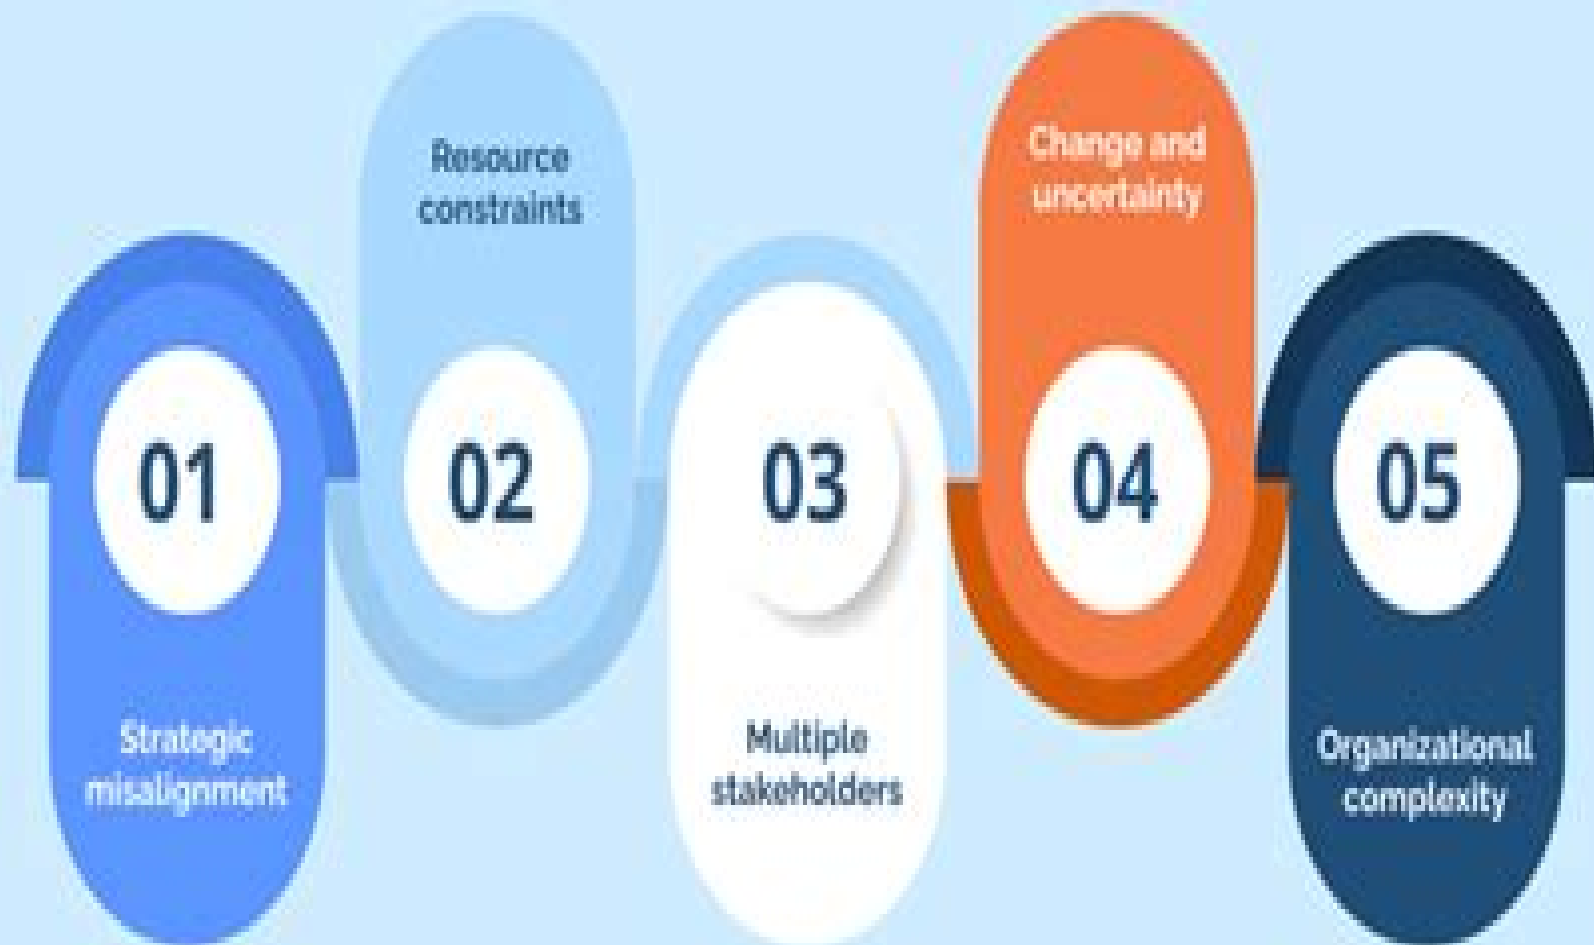 01
Strategic
misalignment
Resource
constraints
02
03
Multiple
stakeholders
Change and
uncertainty
04
05
Organizational
complexity